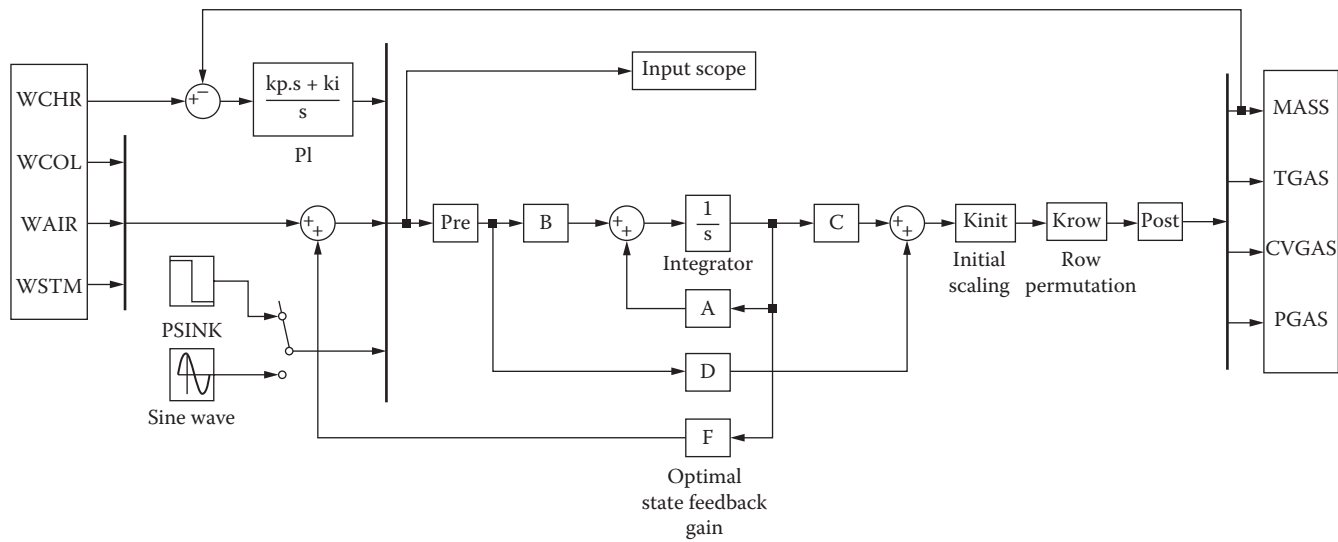 WCHR
WCOL
WAIR
WSTM
+
−
kp.s + ki
s
Pl
Input scope
PSINK
Sine wave
+
+
Pre
B
+
+
1
s
Integrator
A
D
F
Optimal
state feedback
gain
C
+
+
Kinit
Initial
scaling
Krow
Row
permutation
Post
MASS
TGAS
CVGAS
PGAS